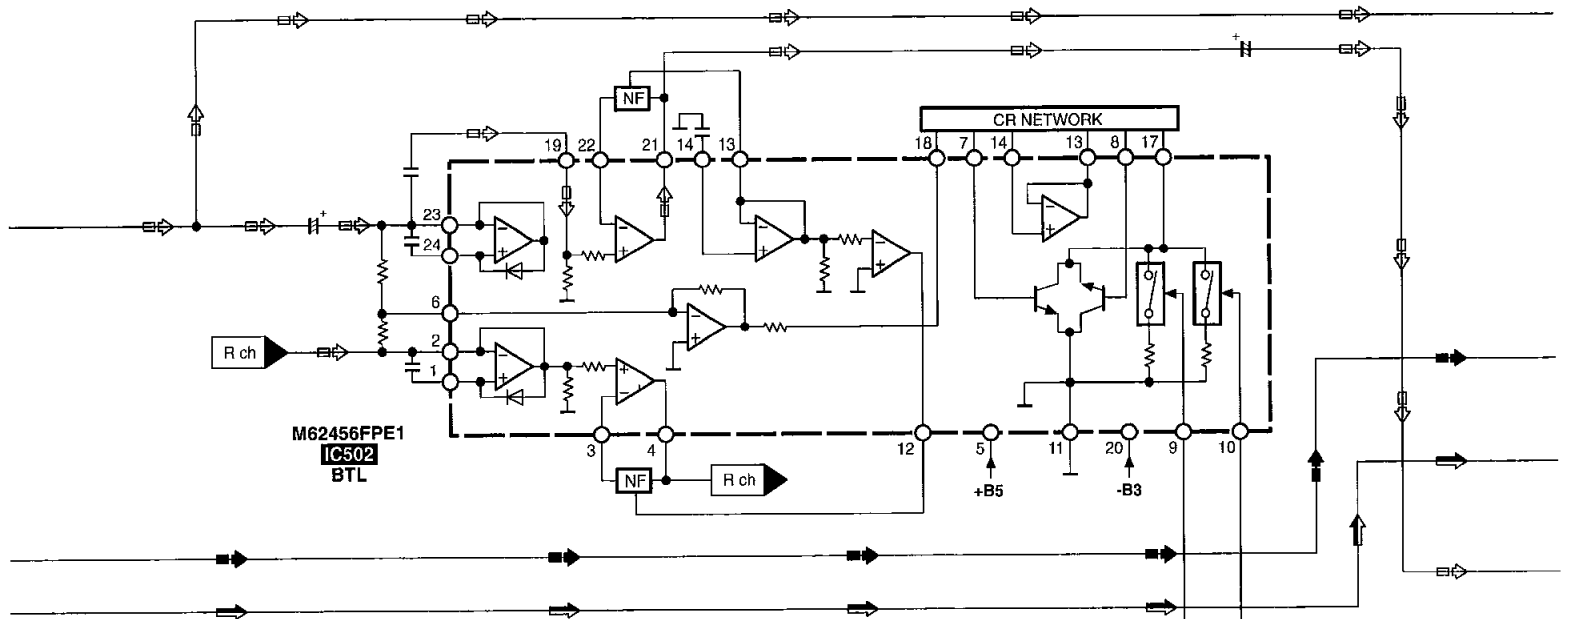 NF
CR NETWORK
19 22 21 14 13 18 7 14 13 8 17
+
+
23
24
6
2
1
R ch
M62456FPE1
IC502
BTL
3 4 12 5 11 20 9 10
NF
R ch
+B5
-B3